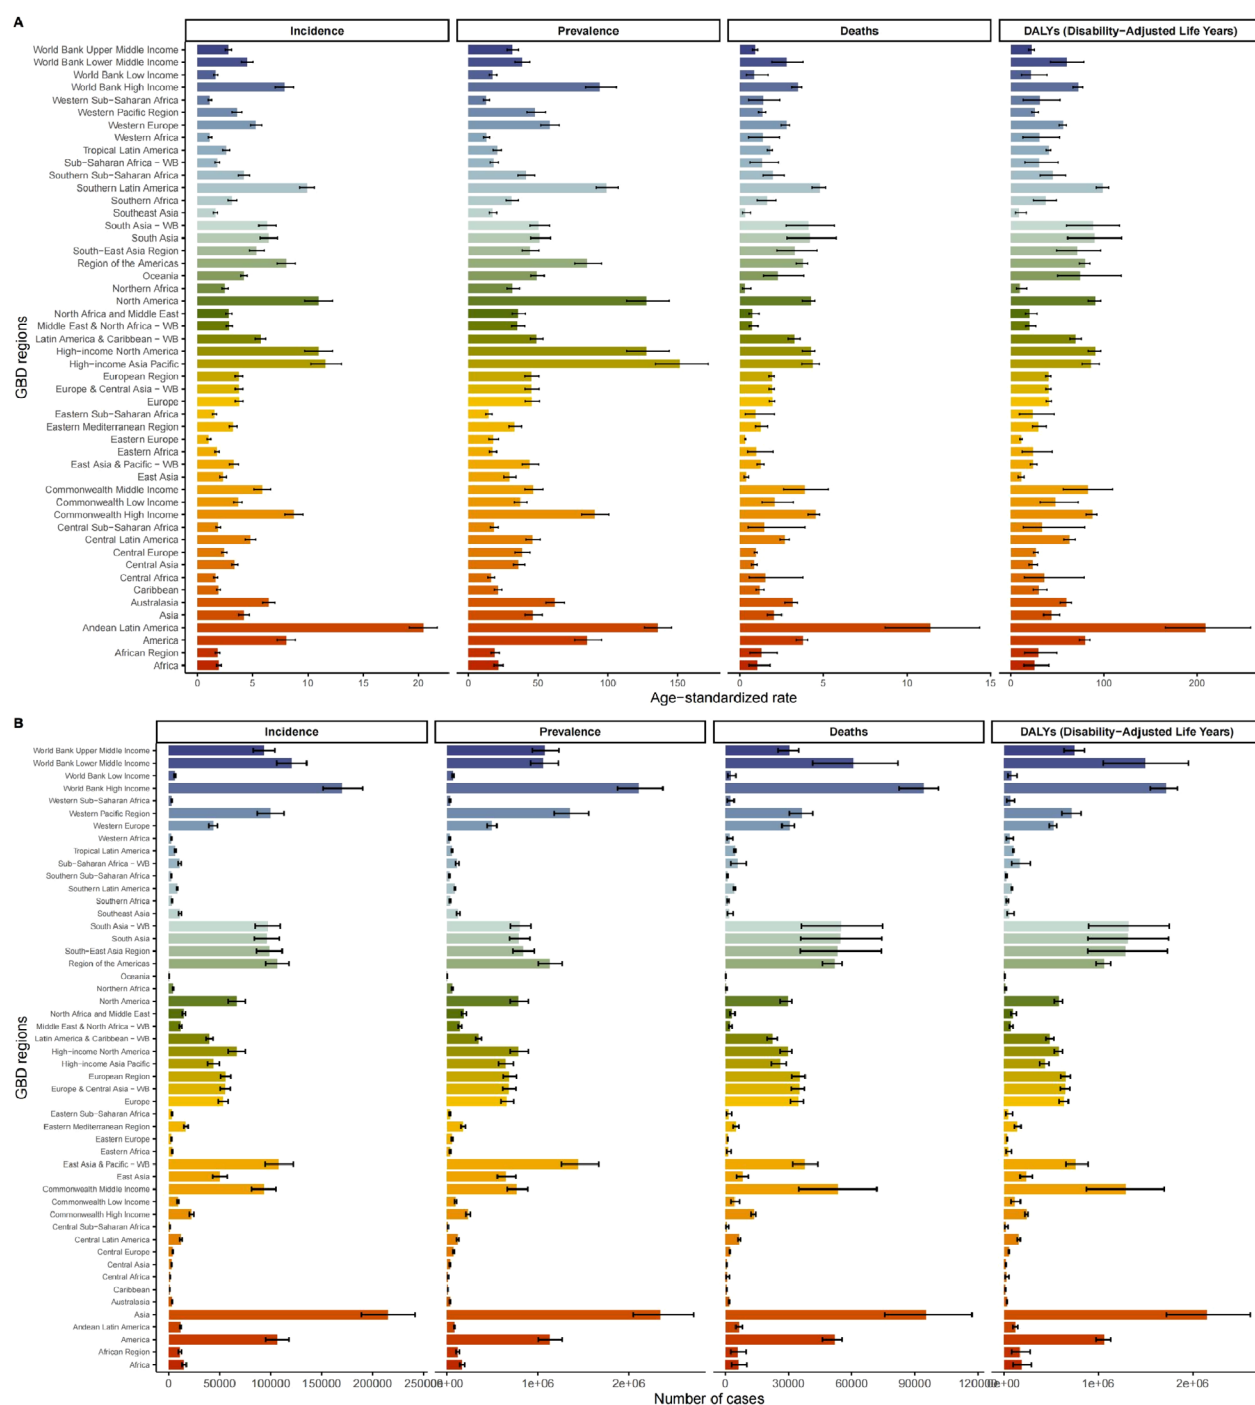 A
Incidence Prevalence Deaths DALYs (Disability−Adjusted Life Years)
World Bank Upper Middle Income
World Bank Lower Middle Income
World Bank Low Income
World Bank High Income
Western Sub−Saharan Africa
Western Pacific Region
Western Europe
Western Africa
Tropical Latin America
Sub−Saharan Africa − WB
Southern Sub−Saharan Africa
Southern Latin America
Southern Africa
Southeast Asia
South Asia − WB
South Asia
South−East Asia Region
Region of the Americas
Oceania
Northern Africa
North America
North Africa and Middle East
Middle East & North Africa − WB
Latin America & Caribbean − WB
High−income North America
High−income Asia Pacific
European Region
Europe & Central Asia − WB
Europe
Eastern Sub−Saharan Africa
Eastern Mediterranean Region
Eastern Europe
Eastern Africa
East Asia & Pacific − WB
East Asia
Commonwealth Middle Income
Commonwealth Low Income
Commonwealth High Income
Central Sub−Saharan Africa
Central Latin America
Central Europe
Central Asia
Central Africa
Caribbean
Australasia
Asia
Andean Latin America
America
African Region
Africa
GBD regions
0 5 10 15 20 0 50 100 150 0 5 10 15 0 100 200
Age−standardized rate
B
Incidence Prevalence Deaths DALYs (Disability−Adjusted Life Years)
World Bank Upper Middle Income
World Bank Lower Middle Income
World Bank Low Income
World Bank High Income
Western Sub−Saharan Africa
Western Pacific Region
Western Europe
Western Africa
Tropical Latin America
Sub−Saharan Africa − WB
Southern Sub−Saharan Africa
Southern Latin America
Southern Africa
Southeast Asia
South Asia − WB
South Asia
South−East Asia Region
Region of the Americas
Oceania
Northern Africa
North America
North Africa and Middle East
Middle East & North Africa − WB
Latin America & Caribbean − WB
High−income North America
High−income Asia Pacific
European Region
Europe & Central Asia − WB
Europe
Eastern Sub−Saharan Africa
Eastern Mediterranean Region
Eastern Europe
Eastern Africa
East Asia & Pacific − WB
East Asia
Commonwealth Middle Income
Commonwealth Low Income
Commonwealth High Income
Central Sub−Saharan Africa
Central Latin America
Central Europe
Central Asia
Central Africa
Caribbean
Australasia
Asia
Andean Latin America
America
African Region
Africa
GBD regions
0 50000 100000 150000 200000 1e+06 2e+06 0 30000 60000 90000 1e+06 2e+06
Number of cases